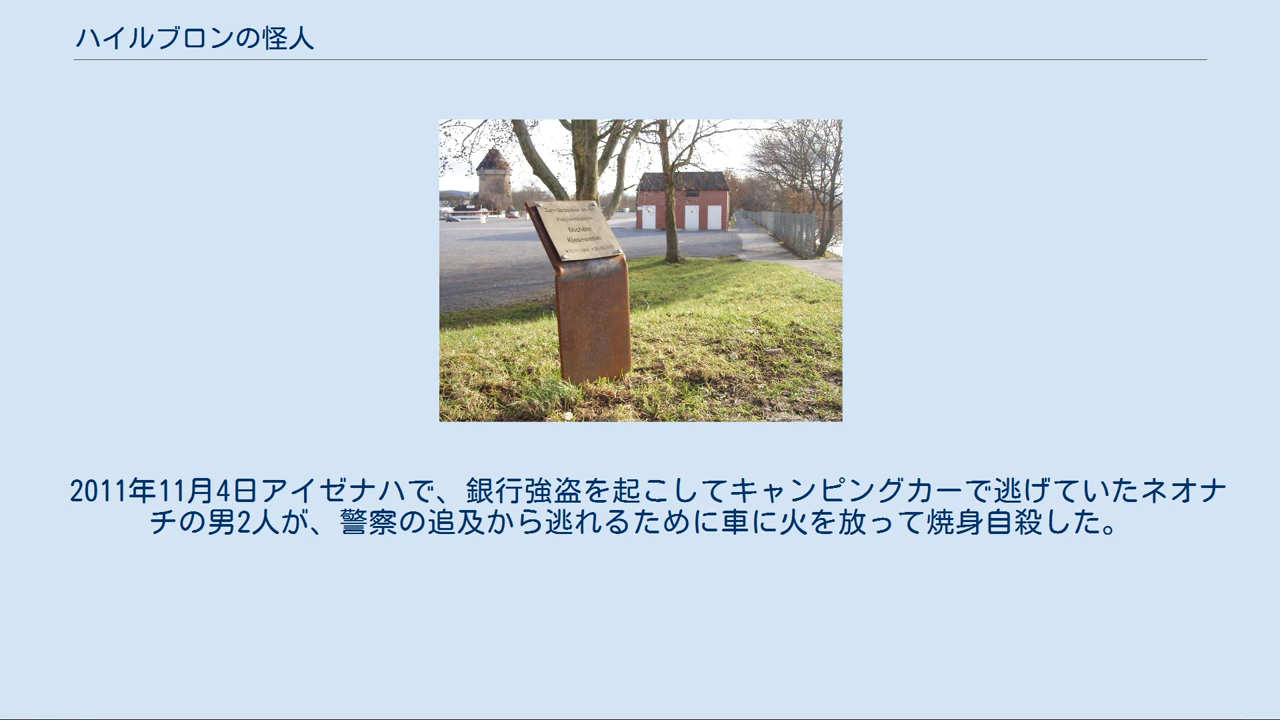 ハイルブロンの怪人
Michèle
Kiesewetter
2011年11月4日アイゼナハで、銀行強盗を起こしてキャンピングカーで逃げていたネオナ
チの男2人が、警察の追及から逃れるために車に火を放って焼身自殺した。